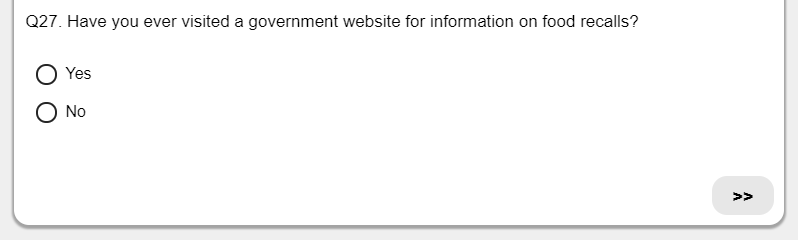 Q27. Have you ever visited a government website for information on food recalls?
Yes
No
>>